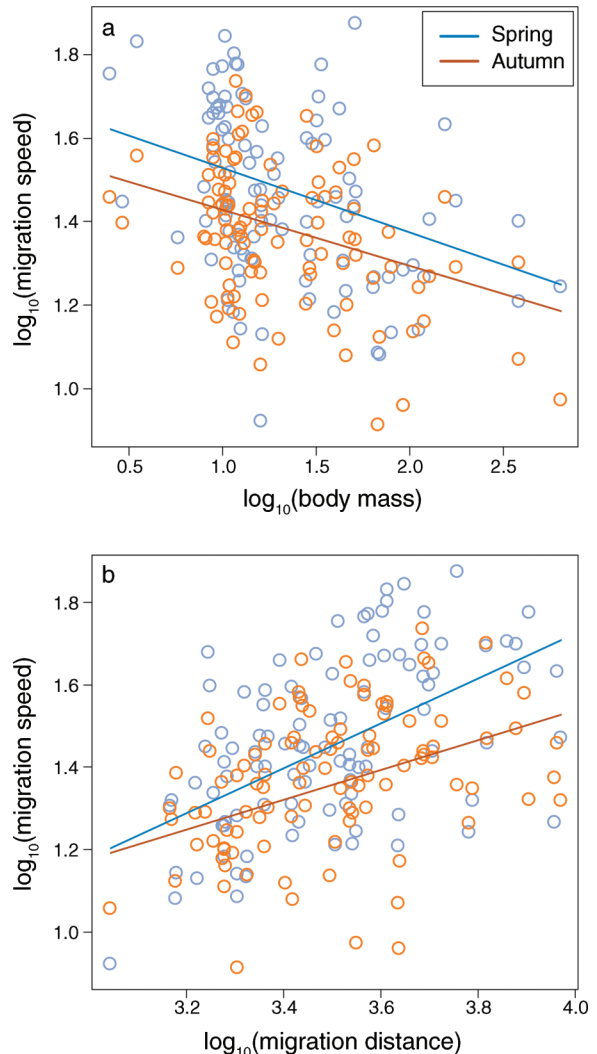 a
Spring
Autumn
1.8
1.6
1.4
1.2
1.0
log₁₀(migration speed)
0.5 1.0 1.5 2.0 2.5
log₁₀(body mass)
b
1.8
1.6
1.4
1.2
1.0
log₁₀(migration speed)
3.2 3.4 3.6 3.8 4.0
log₁₀(migration distance)